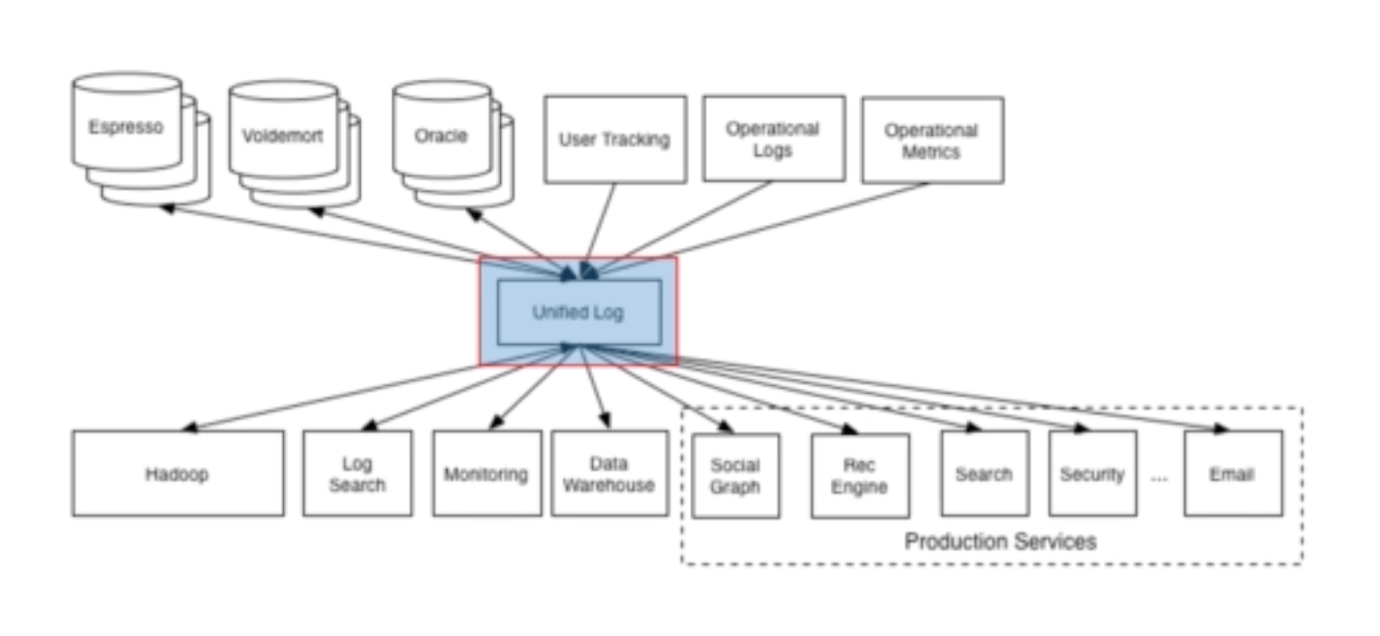 Espresso
Voldemort
Oracle
User Tracking
Operational
Logs
Operational
Metrics
Unified Log
Hadoop
Log
Search
Monitoring
Data
Warehouse
Social
Graph
Rec
Engine
Search
Security
...
Email
Production Services